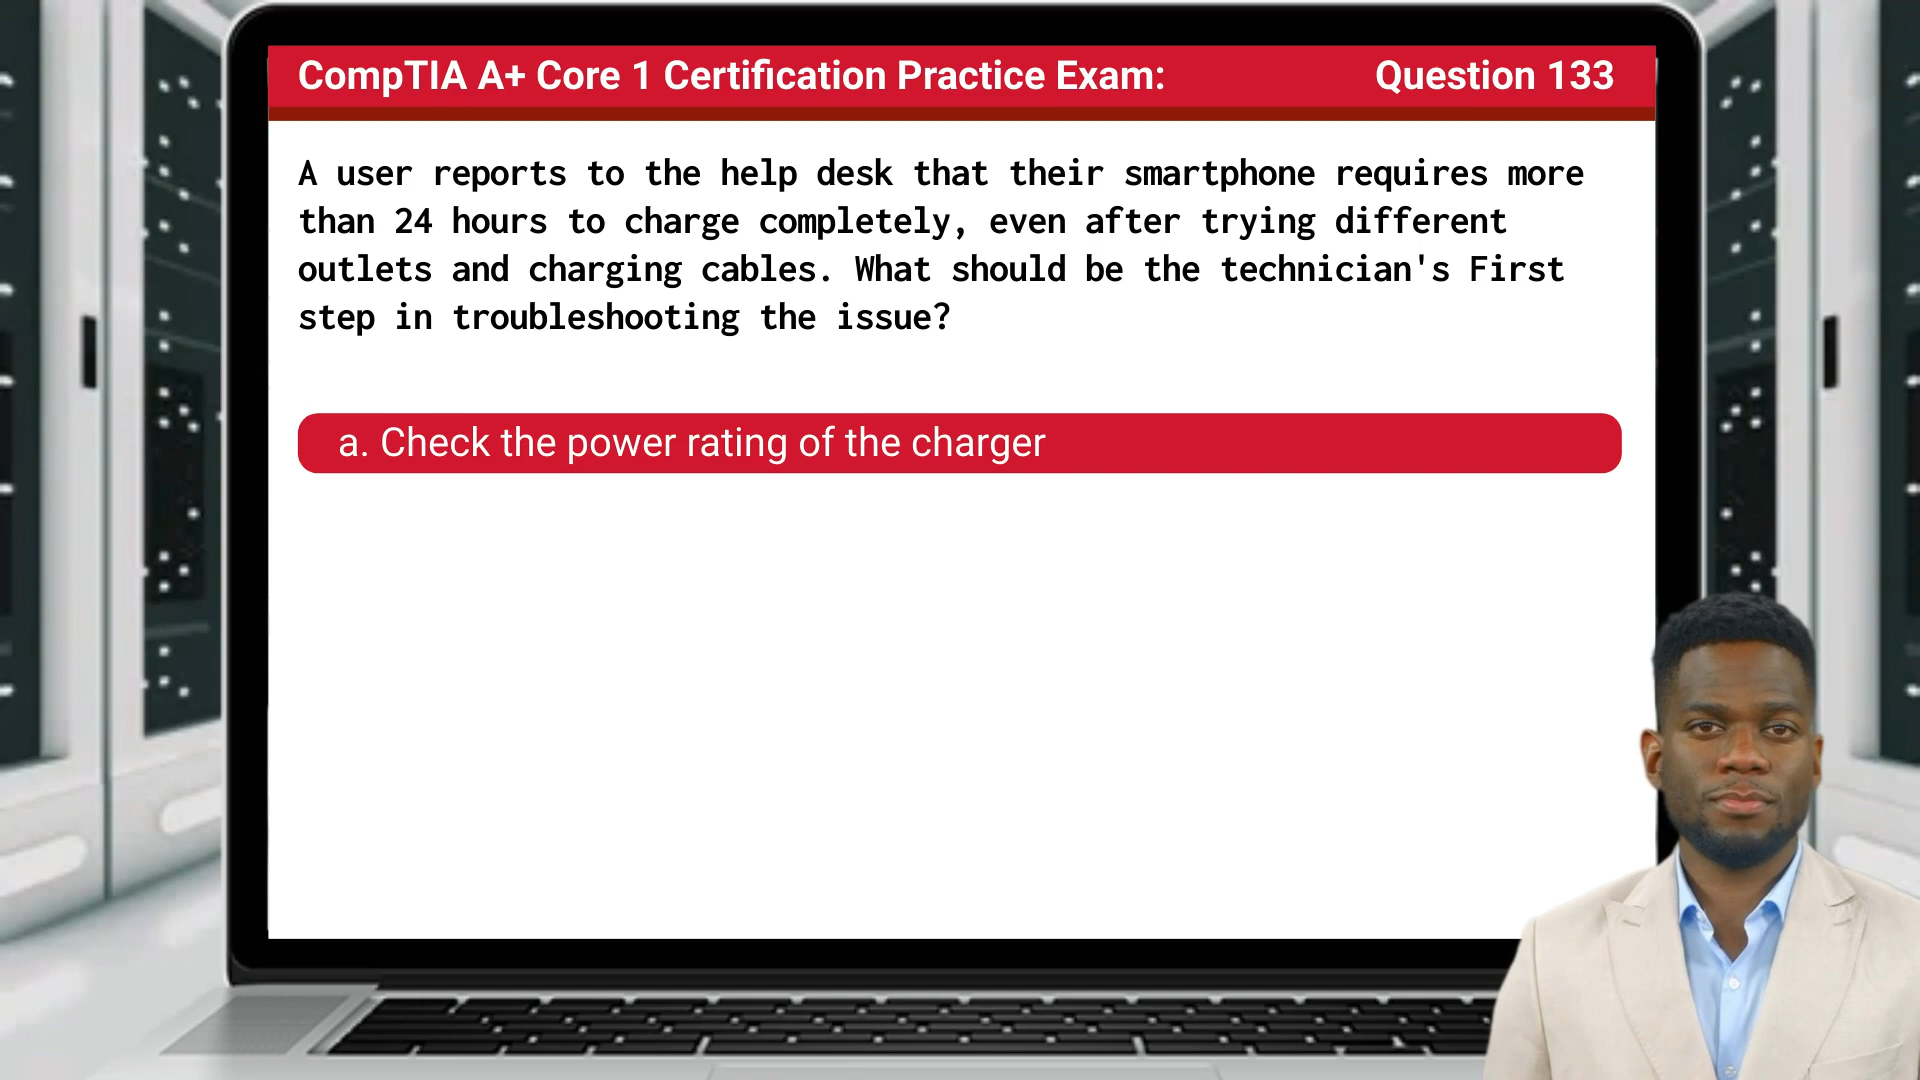 CompTIA A+ Core 1 Certification Practice Exam: Question 133
A user reports to the help desk that their smartphone requires more
than 24 hours to charge completely, even after trying different
outlets and charging cables. What should be the technician's First
step in troubleshooting the issue?
a. Check the power rating of the charger